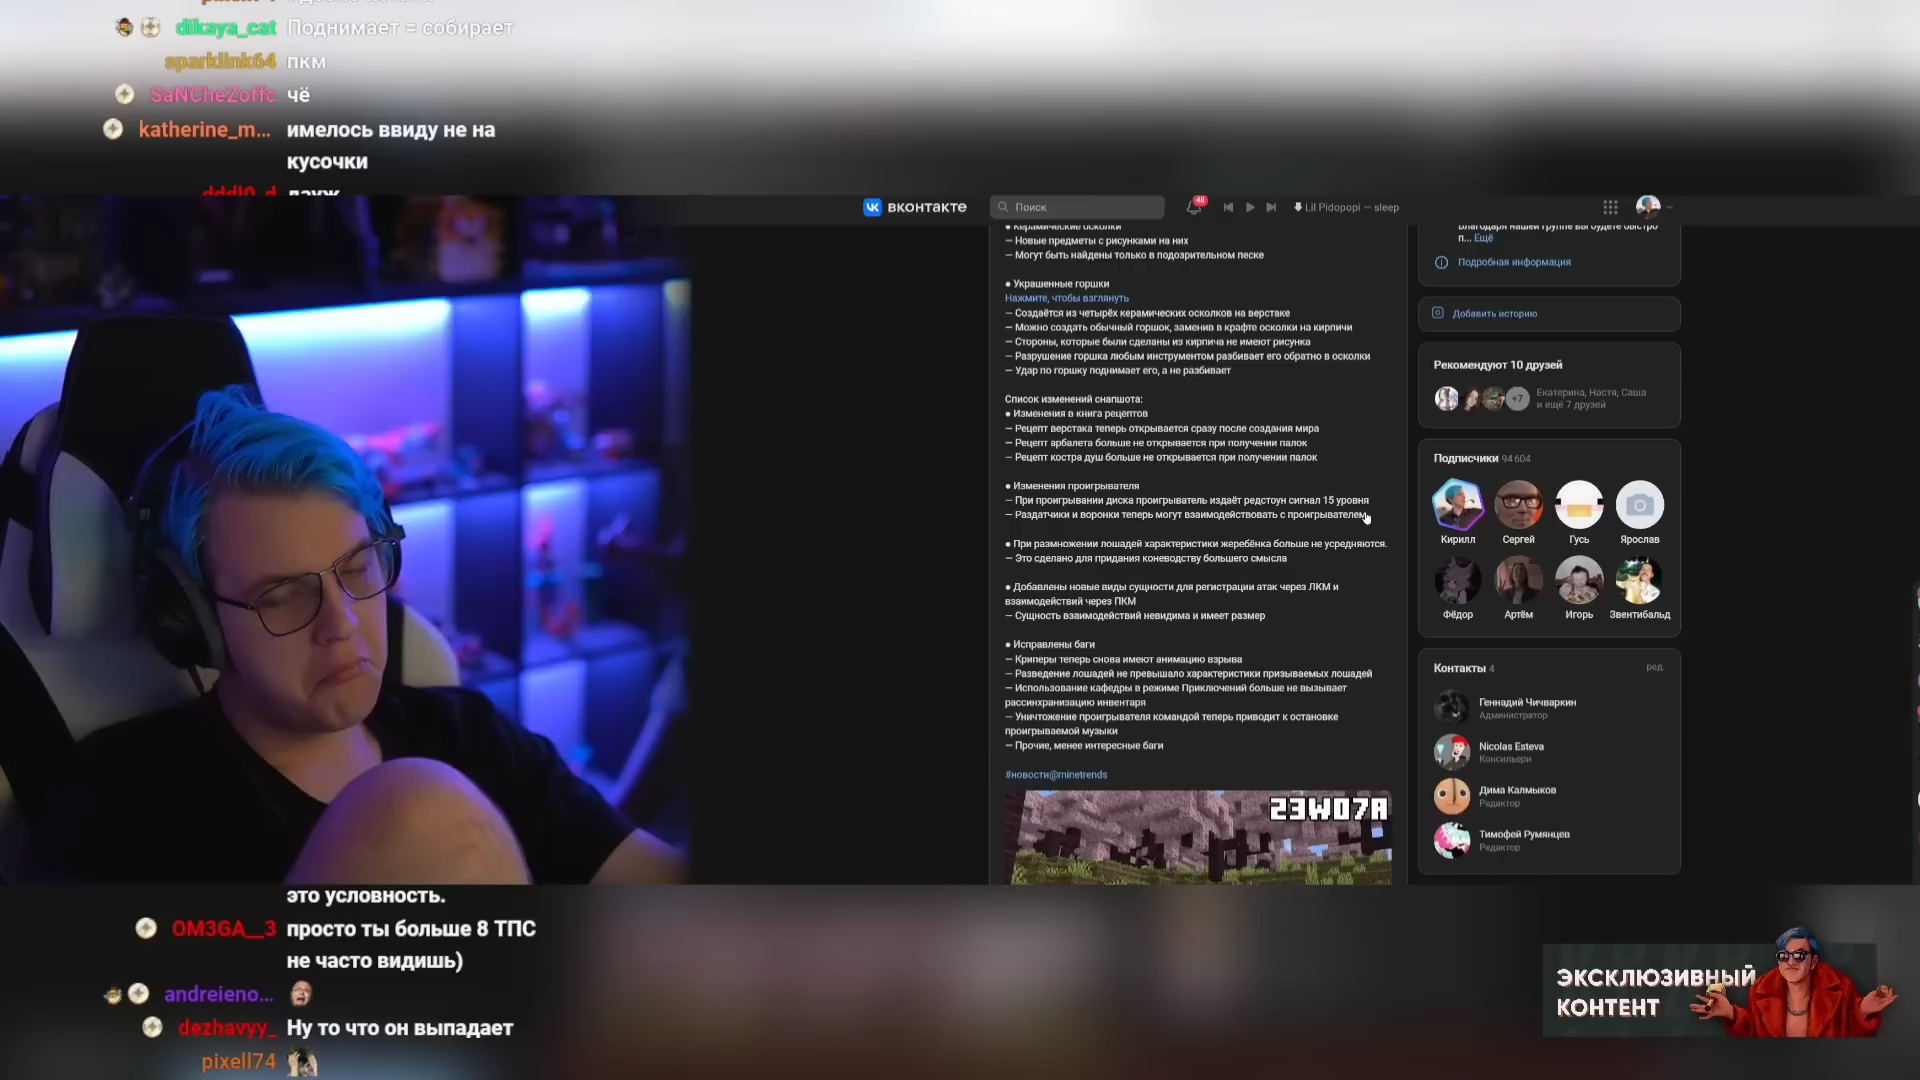 dikaya_cat Поднимает = собирает
sparklink64 пкм
SaNCheZoffc чё
katherine_m... имелось ввиду не на
кусочки
вконтакте
Поиск
40
Lil Pidopopi — sleep
● Керамические осколки
— Новые предметы с рисунками на них
— Могут быть найдены только в подозрительном песке
● Украшенные горшки
Нажмите, чтобы взглянуть
— Создаётся из четырёх керамических осколков на верстаке
— Можно создать обычный горшок, заменив в крафте осколки на кирпичи
— Стороны, которые были сделаны из кирпича не имеют рисунка
— Разрушение горшка любым инструментом разбивает его обратно в осколки
— Удар по горшку поднимает его, а не разбивает
Список изменений снапшота:
● Изменения в книга рецептов
— Рецепт верстака теперь открывается сразу после создания мира
— Рецепт арбалета больше не открывается при получении палок
— Рецепт костра душ больше не открывается при получении палок
● Изменения проигрывателя
— При проигрывании диска проигрыватель издаёт редстоун сигнал 15 уровня
— Раздатчики и воронки теперь могут взаимодействовать с проигрывателем
● При размножении лошадей характеристики жеребёнка больше не усредняются.
— Это сделано для придания коневодству большего смысла
● Добавлены новые виды сущности для регистрации атак через ЛКМ и
взаимодействий через ПКМ
— Сущность взаимодействий невидима и имеет размер
● Исправлены баги
— Криперы теперь снова имеют анимацию взрыва
— Разведение лошадей не превышало характеристики призываемых лошадей
— Использование кафедры в режиме Приключений больше не вызывает
рассинхранизацию инвентаря
— Уничтожение проигрывателя командой теперь приводит к остановке
проигрываемой музыки
— Прочие, менее интересные баги
#новости@minetrends
23W07A
Благодаря нашей группе вы будете быстро
п... Ещё
Подробная информация
Добавить историю
Рекомендуют 10 друзей
+7
Екатерина, Настя, Саша
и ещё 7 друзей
Подписчики 94 604
Кирилл Сергей Гусь Ярослав
Фёдор Артём Игорь Звентибальд
Контакты 4
ред.
Геннадий Чичваркин
Администратор
Nicolas Esteva
Консильери
Дима Калмыков
Редактор
Тимофей Румянцев
Редактор
это условность.
OM3GA__3 просто ты больше 8 ТПС
не часто видишь)
andreieno...
dezhavyy_ Ну то что он выпадает
pixell74
ЭКСКЛЮЗИВНЫЙ
КОНТЕНТ